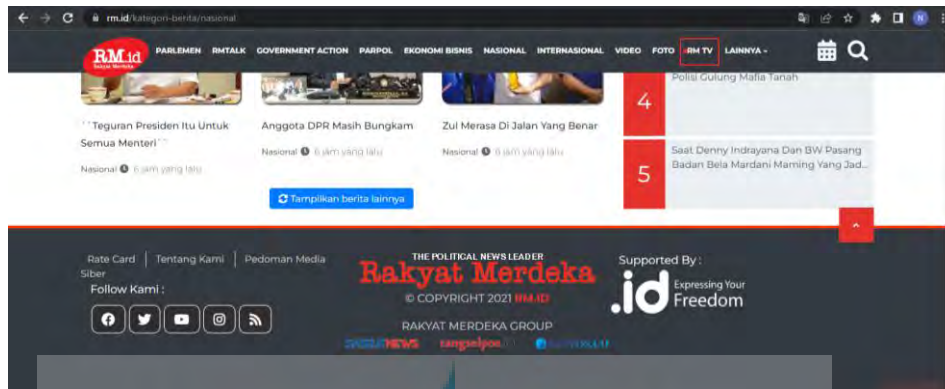 rm.id/kategori-berita/nasional
RM.id
Rakyat Merdeka
PARLEMEN RMTALK GOVERNMENT ACTION PARPOL EKONOMI BISNIS NASIONAL INTERNASIONAL VIDEO FOTO RM TV LAINNYA
N
``Teguran Presiden Itu Untuk
Semua Menteri``
Nasional 6 jam yang lalu
Anggota DPR Masih Bungkam
Nasional 6 jam yang lalu
Zul Merasa Di Jalan Yang Benar
Nasional 6 jam yang lalu
Tampilkan berita lainnya
4
Polisi Gulung Mafia Tanah
5
Saat Denny Indrayana Dan BW Pasang
Badan Bela Mardani Maming Yang Jad...
Rate Card | Tentang Kami | Pedoman Media
Siber
Follow Kami :
THE POLITICAL NEWS LEADER
Rakyat Merdeka
© COPYRIGHT 2021 RM.ID
RAKYAT MERDEKA GROUP
NEWS tangselpos
Supported By :
.id Expressing Your
Freedom